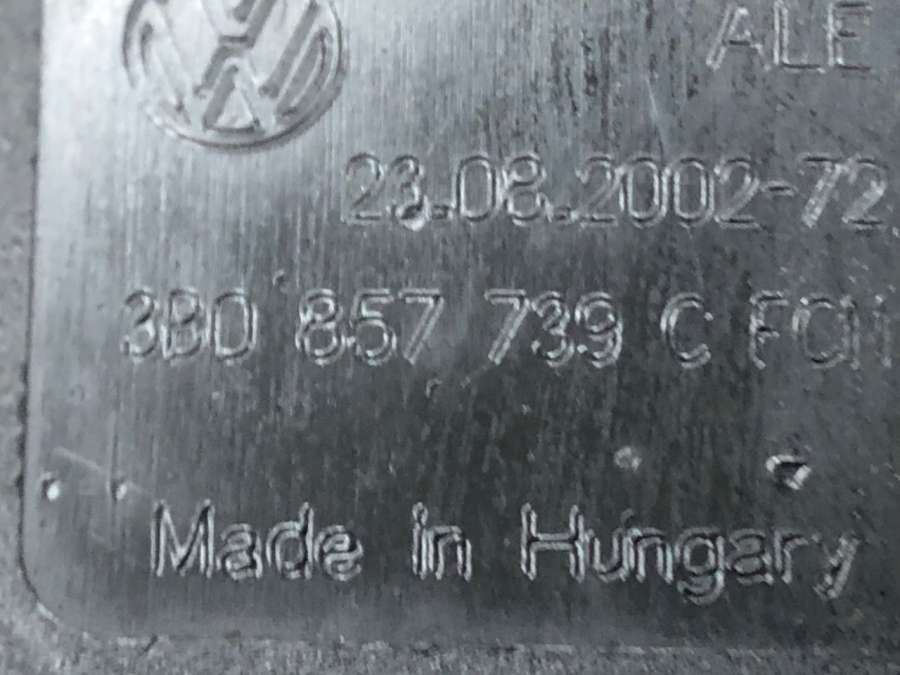 ALE
23.08.2002-72
3B0 857 739 C
Made in Hungary